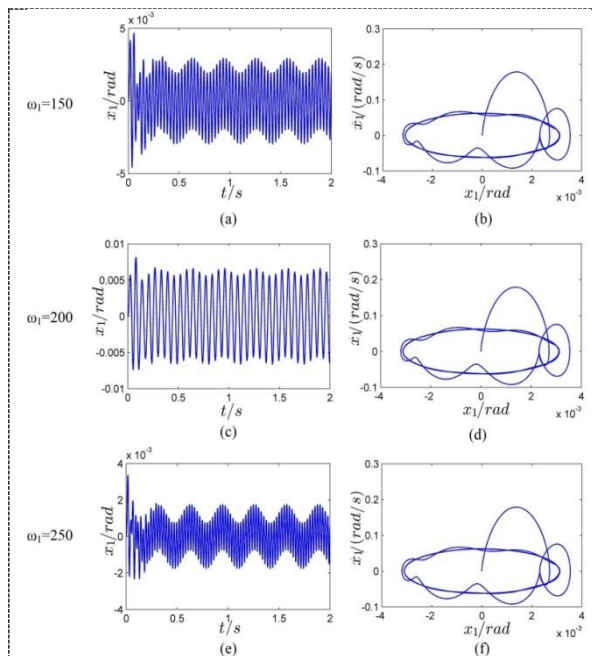 × 10⁻³
5
0
-5
x₁/rad
0 0.5 1 1.5 2
t/s
(a)
ω₁=150
0.3
0.2
0.1
0
-0.1
ẋ₁/(rad/s)
-4 -2 0 2 4
x₁/rad
× 10⁻³
(b)
0.01
0.005
0
-0.005
-0.01
x₁/rad
0 0.5 1 1.5 2
t/s
(c)
ω₁=200
0.3
0.2
0.1
0
-0.1
ẋ₁/(rad/s)
-4 -2 0 2 4
x₁/rad
× 10⁻³
(d)
× 10⁻³
4
2
0
-2
-4
x₁/rad
0 0.5 1 1.5 2
t/s
(e)
ω₁=250
0.3
0.2
0.1
0
-0.1
ẋ₁/(rad/s)
-4 -2 0 2 4
x₁/rad
× 10⁻³
(f)